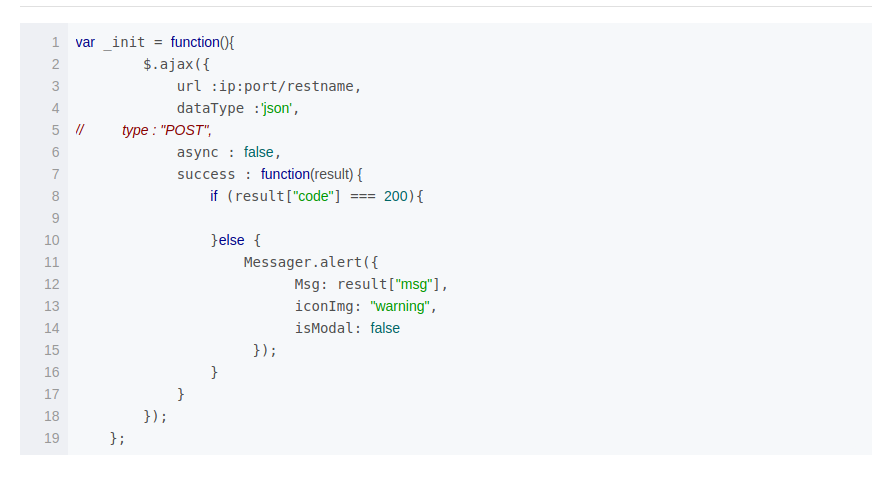 1 var _init = function(){
2 $.ajax({
3 url :ip:port/restname,
4 dataType :'json',
5 // type : "POST",
6 async : false,
7 success : function(result) {
8 if (result["code"] === 200){
9
10 }else {
11 Messager.alert({
12 Msg: result["msg"],
13 iconImg: "warning",
14 isModal: false
15 });
16 }
17 }
18 });
19 };